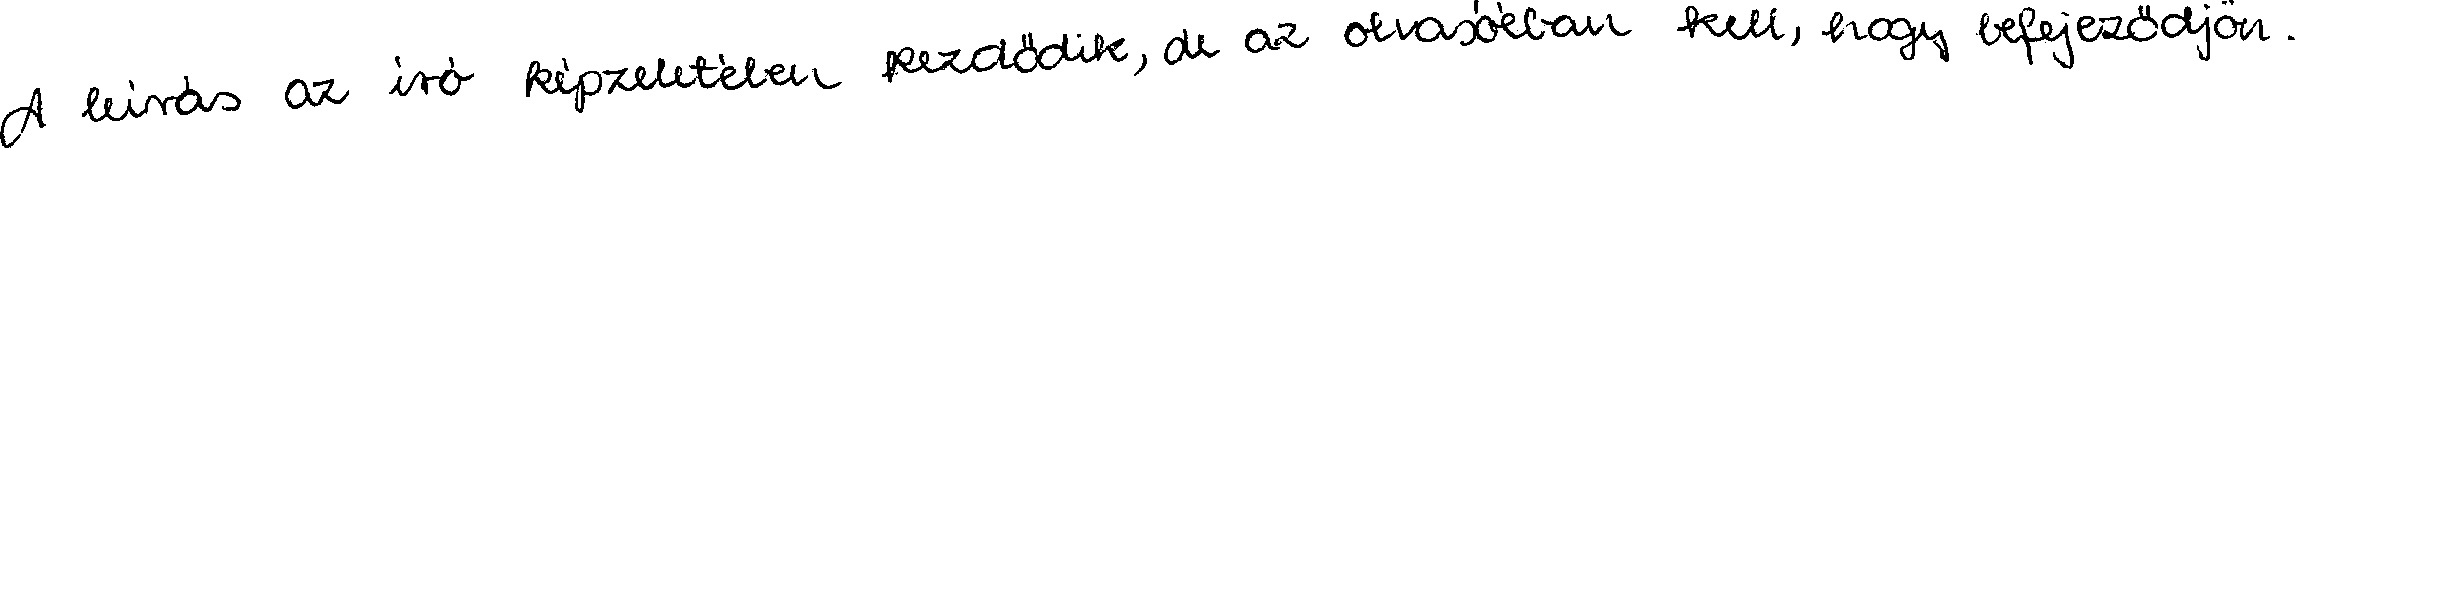 A leírás az író képzeletében kezdődik, de az olvasóéban kell, hogy befejeződjön.